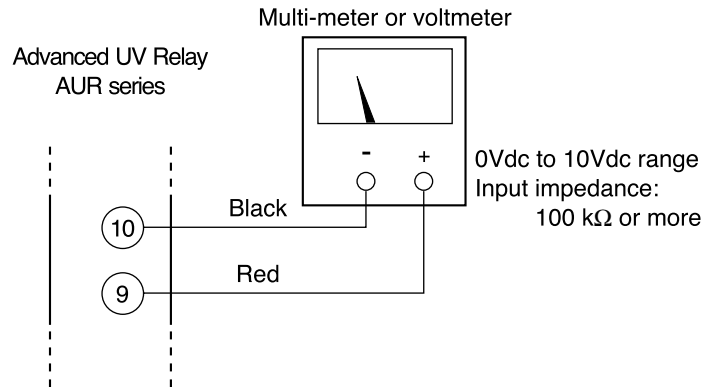 Multi-meter or voltmeter
Advanced UV Relay
AUR series
- +
0Vdc to 10Vdc range
Input impedance:
100 kΩ or more
Black
10
Red
9